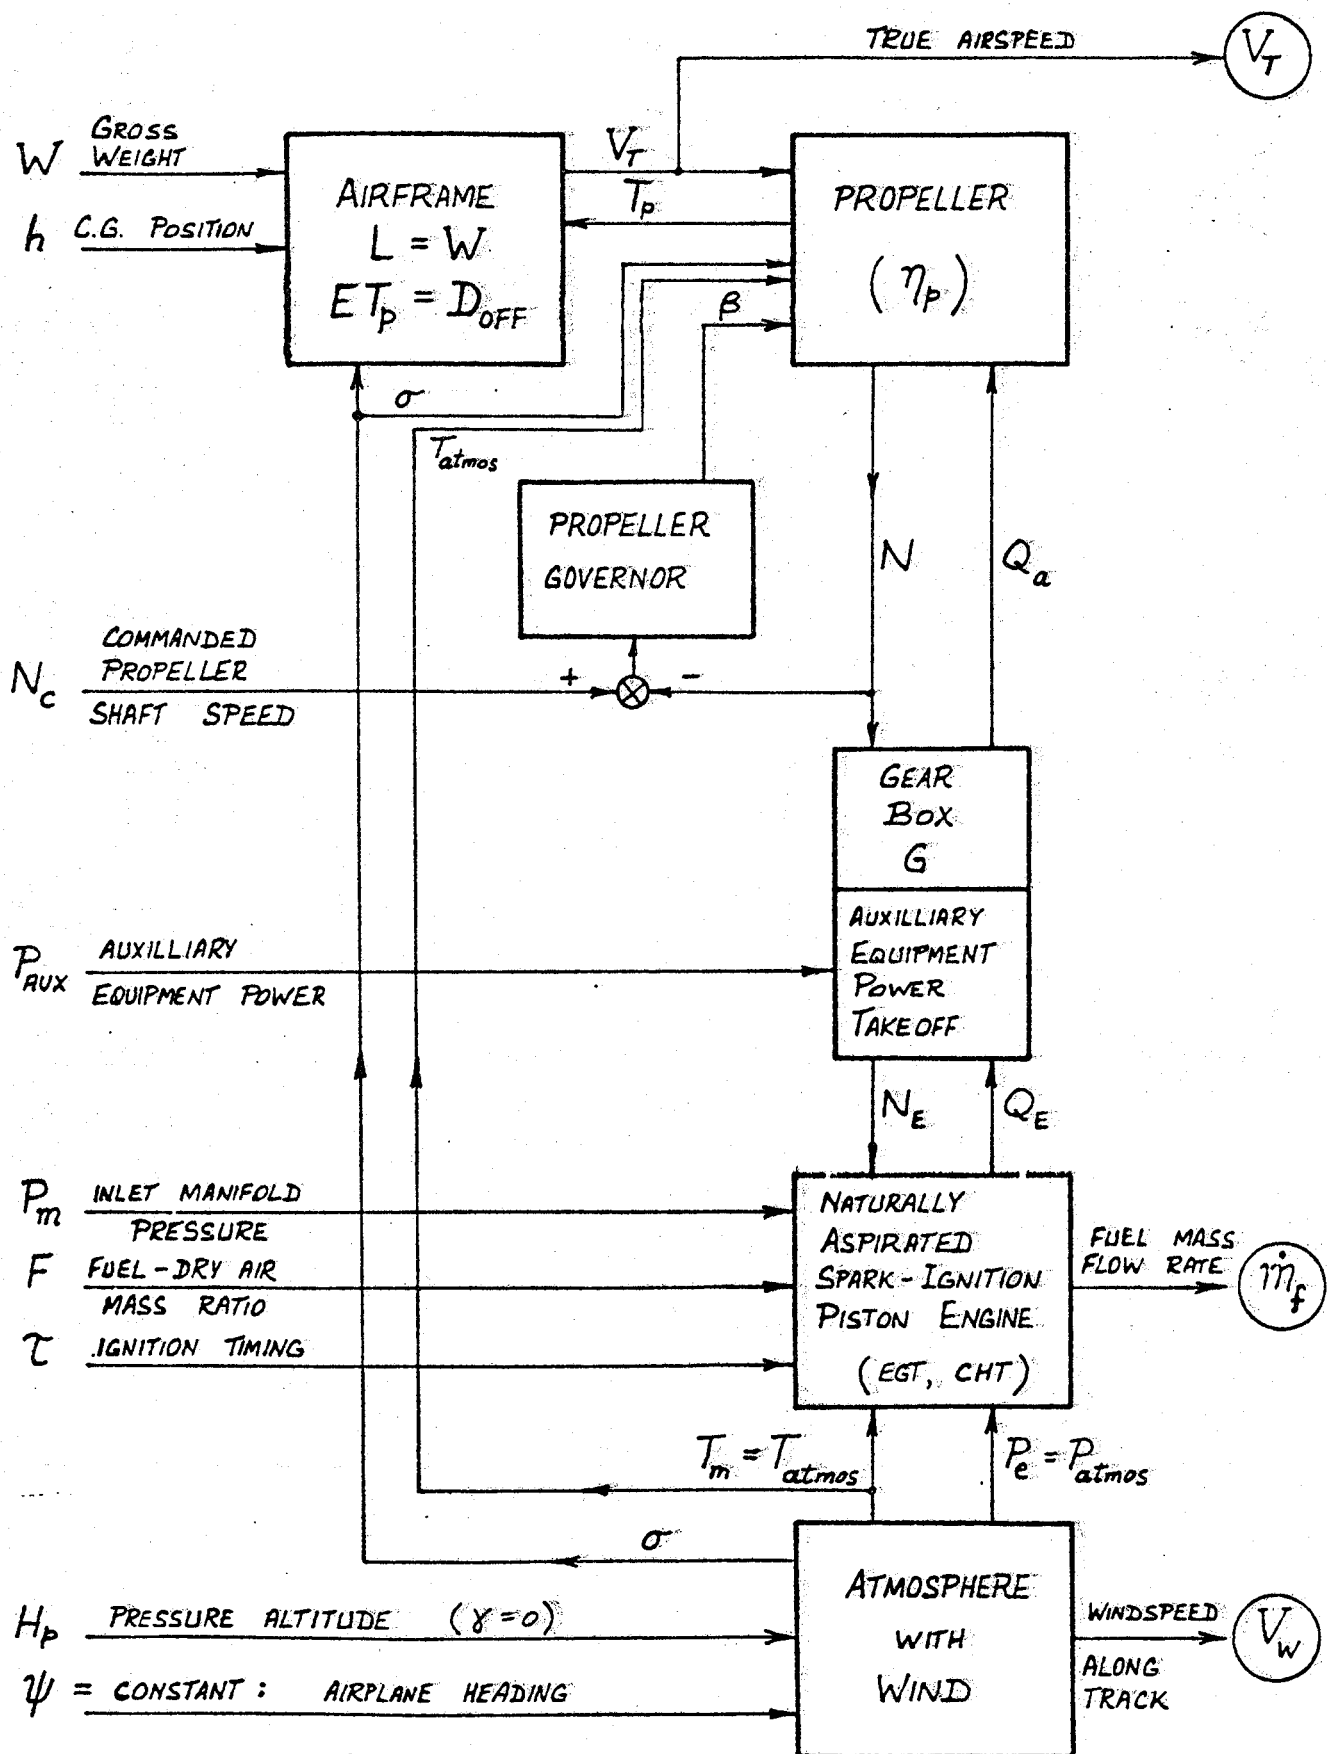 TRUE AIRSPEED
V_T
W GROSS
WEIGHT
h C.G. POSITION
AIRFRAME
L = W
ET_p = D_OFF
V_T
T_p
PROPELLER
(η_p)
β
σ
T_atmos
PROPELLER
GOVERNOR
N
Q_a
N_c COMMANDED
PROPELLER
SHAFT SPEED
+ -
GEAR
BOX
G
P_AUX AUXILLIARY
EQUIPMENT POWER
AUXILLIARY
EQUIPMENT
POWER
TAKEOFF
N_E
Q_E
P_m INLET MANIFOLD
PRESSURE
F FUEL-DRY AIR
MASS RATIO
τ IGNITION TIMING
NATURALLY
ASPIRATED
SPARK-IGNITION
PISTON ENGINE
(EGT, CHT)
FUEL MASS
FLOW RATE
ṁ_f
T_m = T_atmos
P_e = P_atmos
σ
H_p PRESSURE ALTITUDE (γ=0)
ψ = CONSTANT: AIRPLANE HEADING
ATMOSPHERE
WITH
WIND
WINDSPEED
ALONG
TRACK
V_W